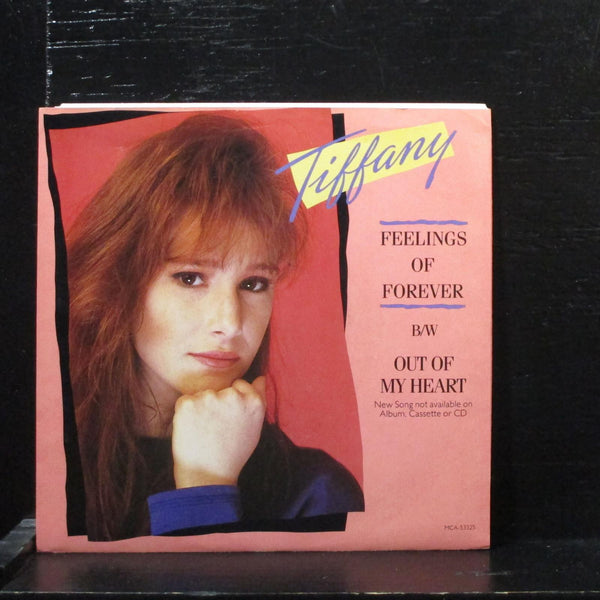 Tiffany
FEELINGS
OF
FOREVER
B/W
OUT OF
MY HEART
New Song not available on
Album, Cassette or CD
MCA-53325